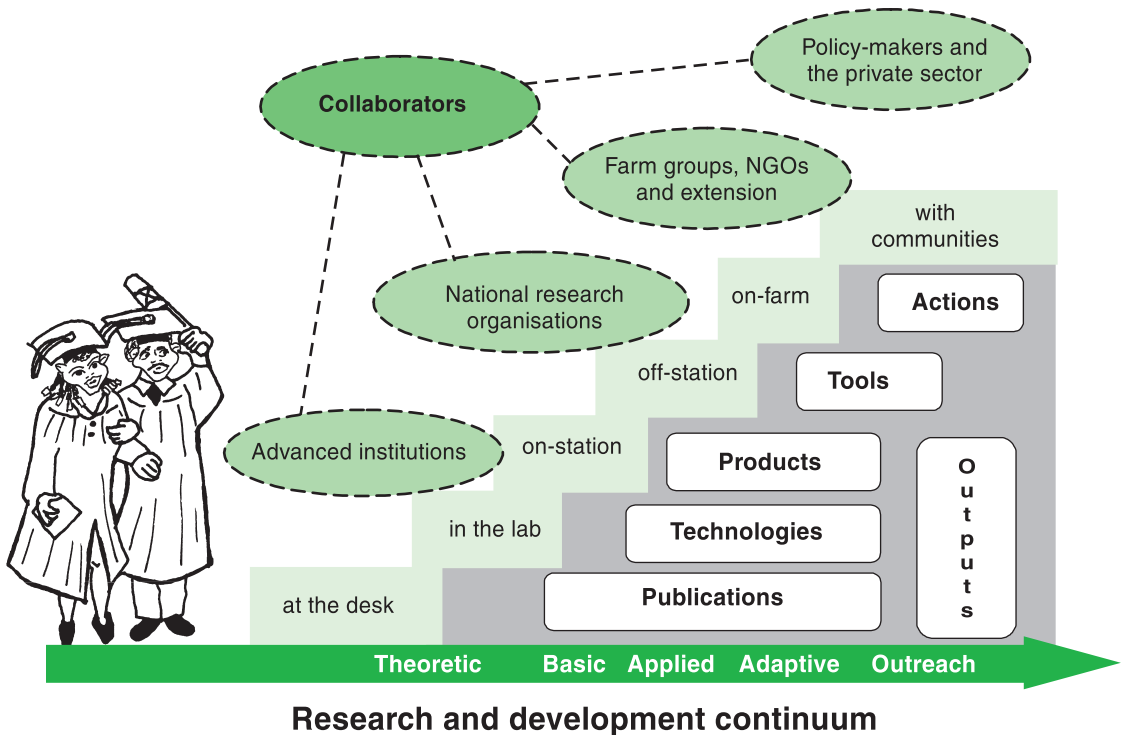 Policy-makers and
the private sector
Collaborators
Farm groups, NGOs
and extension
with
communities
National research
organisations
on-farm
Actions
off-station
Tools
Advanced institutions
on-station
Products
Outputs
in the lab
Technologies
at the desk
Publications
Theoretic Basic Applied Adaptive Outreach
Research and development continuum